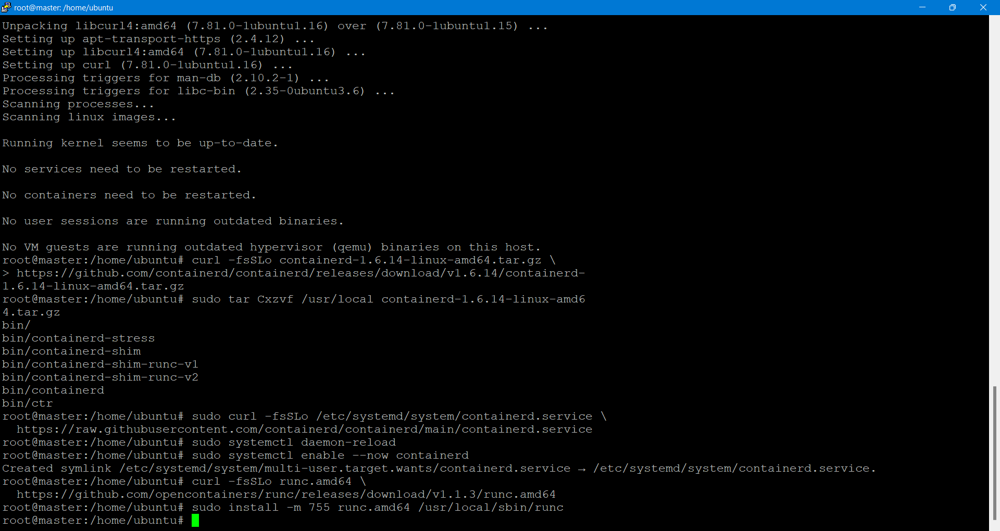 root@master: /home/ubuntu
Unpacking libcurl4:amd64 (7.81.0-1ubuntu1.16) over (7.81.0-1ubuntu1.15) ...
Setting up apt-transport-https (2.4.12) ...
Setting up libcurl4:amd64 (7.81.0-1ubuntu1.16) ...
Setting up curl (7.81.0-1ubuntu1.16) ...
Processing triggers for man-db (2.10.2-1) ...
Processing triggers for libc-bin (2.35-0ubuntu3.6) ...
Scanning processes...
Scanning linux images...
Running kernel seems to be up-to-date.
No services need to be restarted.
No containers need to be restarted.
No user sessions are running outdated binaries.
No VM guests are running outdated hypervisor (qemu) binaries on this host.
root@master:/home/ubuntu# curl -fsSLo containerd-1.6.14-linux-amd64.tar.gz \
> https://github.com/containerd/containerd/releases/download/v1.6.14/containerd-
1.6.14-linux-amd64.tar.gz
root@master:/home/ubuntu# sudo tar Cxzvf /usr/local containerd-1.6.14-linux-amd6
4.tar.gz
bin/
bin/containerd-stress
bin/containerd-shim
bin/containerd-shim-runc-v1
bin/containerd-shim-runc-v2
bin/containerd
bin/ctr
root@master:/home/ubuntu# sudo curl -fsSLo /etc/systemd/system/containerd.service \
  https://raw.githubusercontent.com/containerd/containerd/main/containerd.service
root@master:/home/ubuntu# sudo systemctl daemon-reload
root@master:/home/ubuntu# sudo systemctl enable --now containerd
Created symlink /etc/systemd/system/multi-user.target.wants/containerd.service → /etc/systemd/system/containerd.service.
root@master:/home/ubuntu# curl -fsSLo runc.amd64 \
  https://github.com/opencontainers/runc/releases/download/v1.1.3/runc.amd64
root@master:/home/ubuntu# sudo install -m 755 runc.amd64 /usr/local/sbin/runc
root@master:/home/ubuntu#